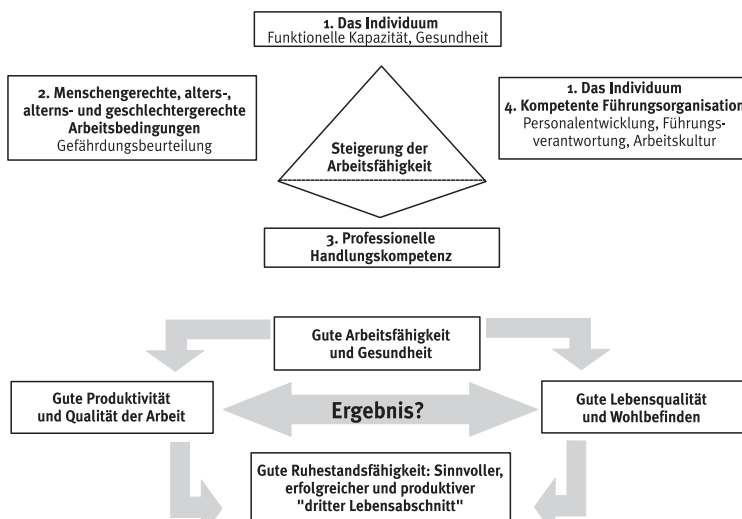 1. Das Individuum
Funktionelle Kapazität, Gesundheit
2. Menschengerechte, alters-,
alterns- und geschlechtergerechte
Arbeitsbedingungen
Gefährdungsbeurteilung
1. Das Individuum
4. Kompetente Führungsorganisation
Personalentwicklung, Führungs-
verantwortung, Arbeitskultur
Steigerung der
Arbeitsfähigkeit
3. Professionelle
Handlungskompetenz
Gute Arbeitsfähigkeit
und Gesundheit
Gute Produktivität
und Qualität der Arbeit
Ergebnis?
Gute Lebensqualität
und Wohlbefinden
Gute Ruhestandsfähigkeit: Sinnvoller,
erfolgreicher und produktiver
"dritter Lebensabschnitt"